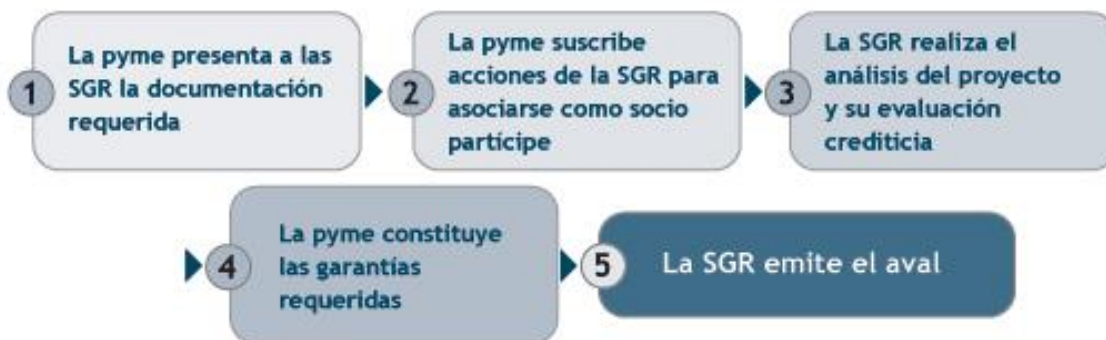 1
La pyme presenta a las
SGR la documentación
requerida
2
La pyme suscribe
acciones de la SGR para
asociarse como socio
partícipe
3
La SGR realiza el
análisis del proyecto
y su evaluación
crediticia
4
La pyme constituye
las garantías
requeridas
5
La SGR emite el aval